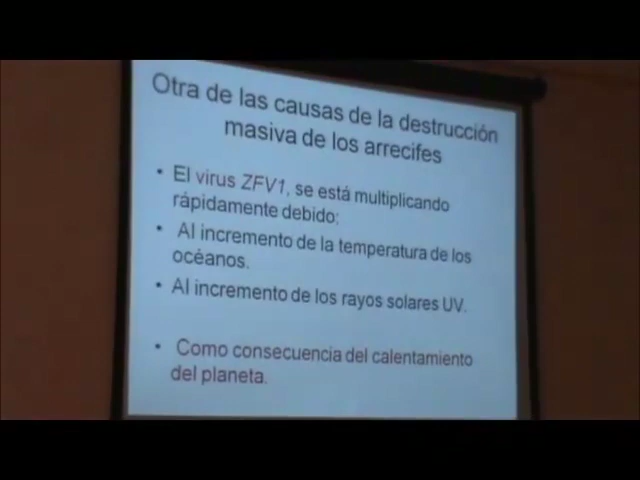 Otra de las causas de la destrucción
masiva de los arrecifes
• El virus ZFV1, se está multiplicando
rápidamente debido:
• Al incremento de la temperatura de los
océanos.
• Al incremento de los rayos solares UV.
• Como consecuencia del calentamiento
del planeta.